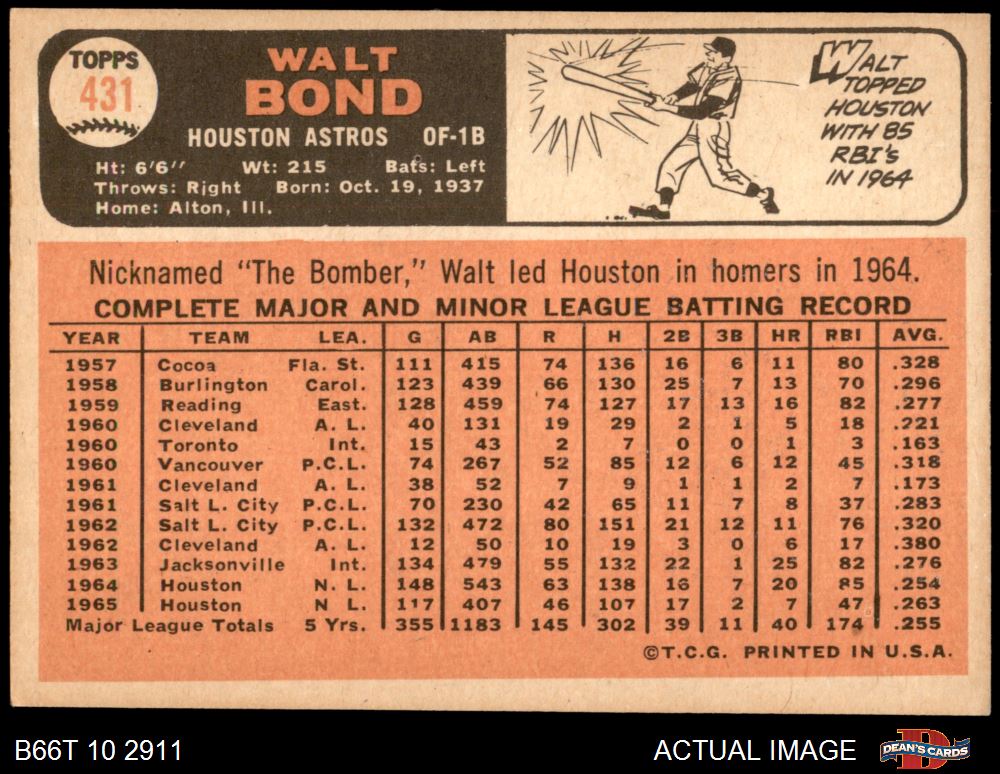 TOPPS
431
WALT
BOND
HOUSTON ASTROS OF-1B
Ht: 6'6" Wt: 215 Bats: Left
Throws: Right Born: Oct. 19, 1937
Home: Alton, Ill.
WALT
TOPPED
HOUSTON
WITH 85
RBI's
IN 1964
Nicknamed "The Bomber," Walt led Houston in homers in 1964.
COMPLETE MAJOR AND MINOR LEAGUE BATTING RECORD
YEAR TEAM LEA. G AB R H 2B 3B HR RBI AVG.
1957 Cocoa Fla. St. 111 415 74 136 16 6 11 80 .328
1958 Burlington Carol. 123 439 66 130 25 7 13 70 .296
1959 Reading East. 128 459 74 127 17 13 16 82 .277
1960 Cleveland A. L. 40 131 19 29 2 1 5 18 .221
1960 Toronto Int. 15 43 2 7 0 0 1 3 .163
1960 Vancouver P.C.L. 74 267 52 85 12 6 12 45 .318
1961 Cleveland A. L. 38 52 7 9 1 1 2 7 .173
1961 Salt L. City P.C.L. 70 230 42 65 11 7 8 37 .283
1962 Salt L. City P.C.L. 132 472 80 151 21 12 11 76 .320
1962 Cleveland A. L. 12 50 10 19 3 0 6 17 .380
1963 Jacksonville Int. 134 479 55 132 22 1 25 82 .276
1964 Houston N. L. 148 543 63 138 16 7 20 85 .254
1965 Houston N L. 117 407 46 107 17 2 7 47 .263
Major League Totals 5 Yrs. 355 1183 145 302 39 11 40 174 .255
©T.C.G. PRINTED IN U.S.A.
B66T 10 2911 ACTUAL IMAGE DEAN'S CARDS